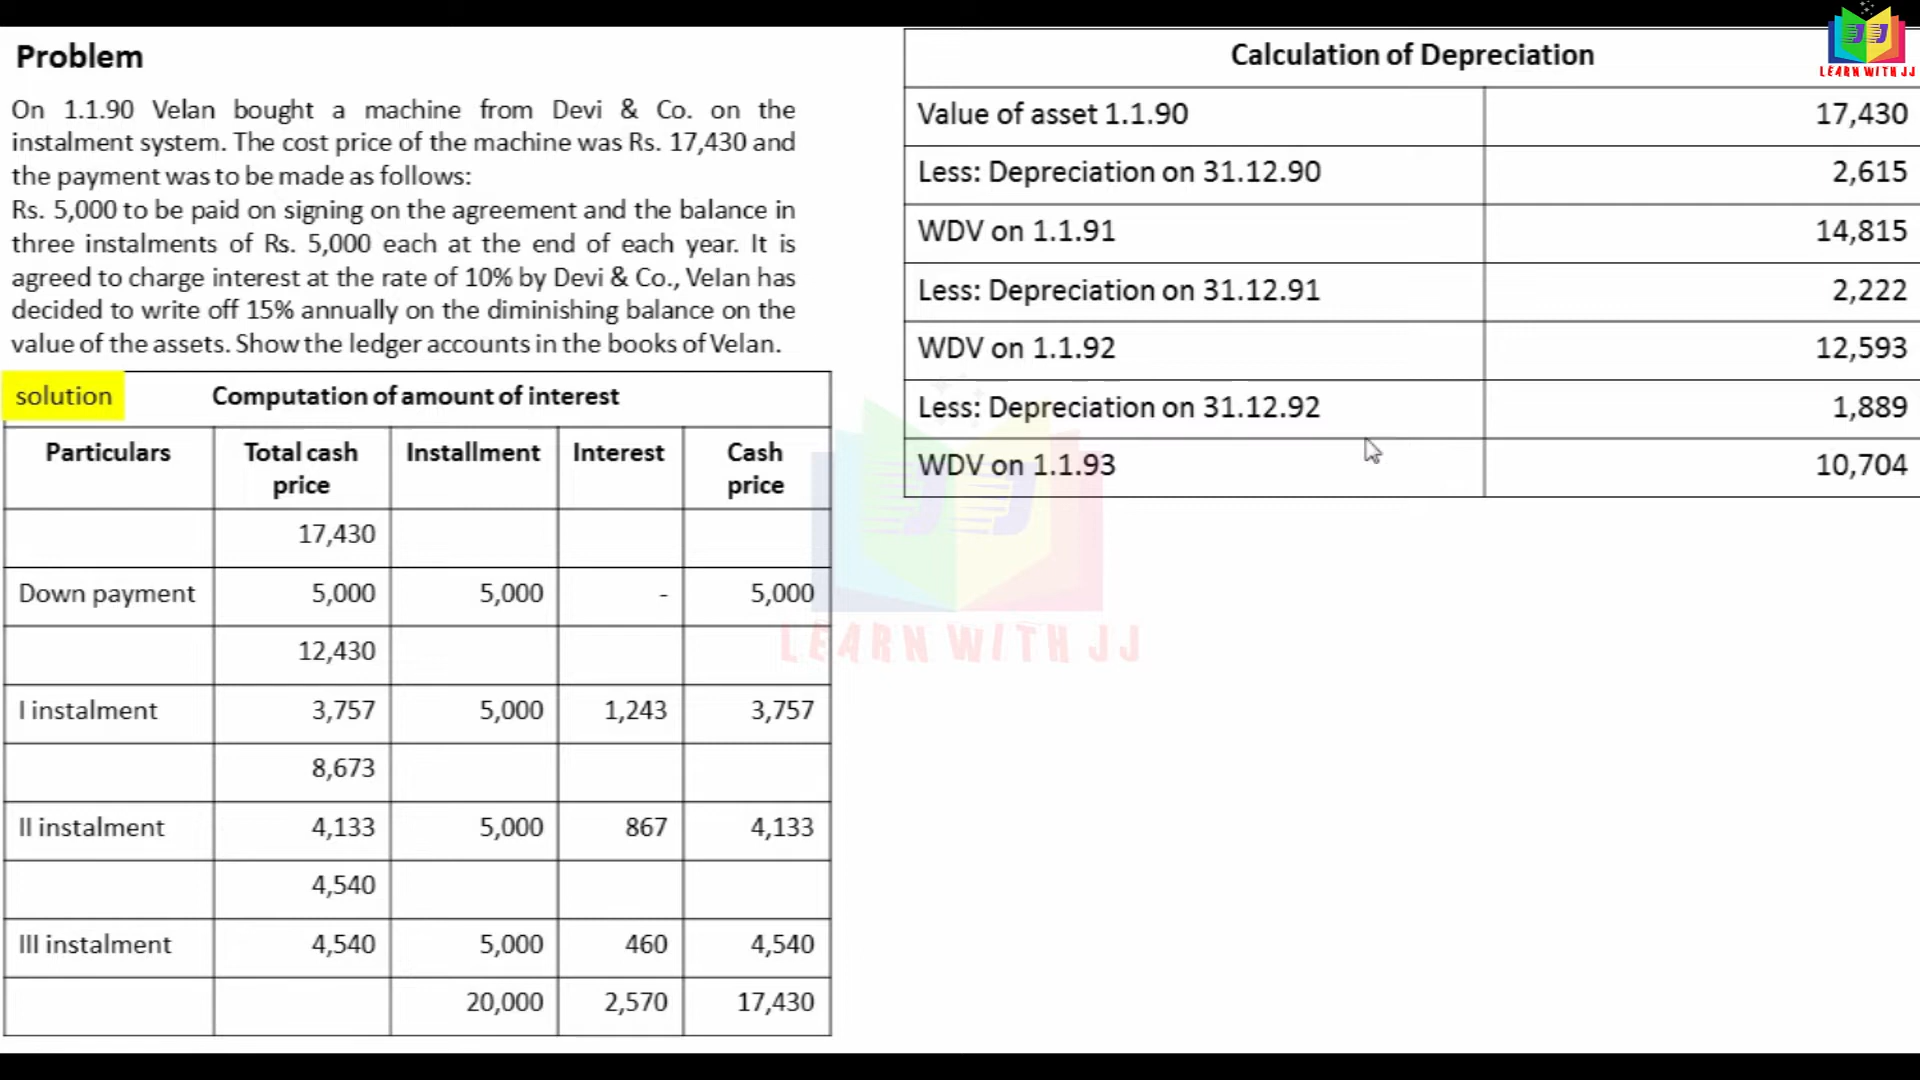 Problem
On 1.1.90 Velan bought a machine from Devi & Co. on the
instalment system. The cost price of the machine was Rs. 17,430 and
the payment was to be made as follows:
Rs. 5,000 to be paid on signing on the agreement and the balance in
three instalments of Rs. 5,000 each at the end of each year. It is
agreed to charge interest at the rate of 10% by Devi & Co., Velan has
decided to write off 15% annually on the diminishing balance on the
value of the assets. Show the ledger accounts in the books of Velan.
solution Computation of amount of interest
Particulars Total cash price Installment Interest Cash price
17,430
Down payment 5,000 5,000 - 5,000
12,430
I instalment 3,757 5,000 1,243 3,757
8,673
II instalment 4,133 5,000 867 4,133
4,540
III instalment 4,540 5,000 460 4,540
20,000 2,570 17,430
Calculation of Depreciation
Value of asset 1.1.90 17,430
Less: Depreciation on 31.12.90 2,615
WDV on 1.1.91 14,815
Less: Depreciation on 31.12.91 2,222
WDV on 1.1.92 12,593
Less: Depreciation on 31.12.92 1,889
WDV on 1.1.93 10,704
JJ
LEARN WITH JJ
JJ
LEARN WITH JJ